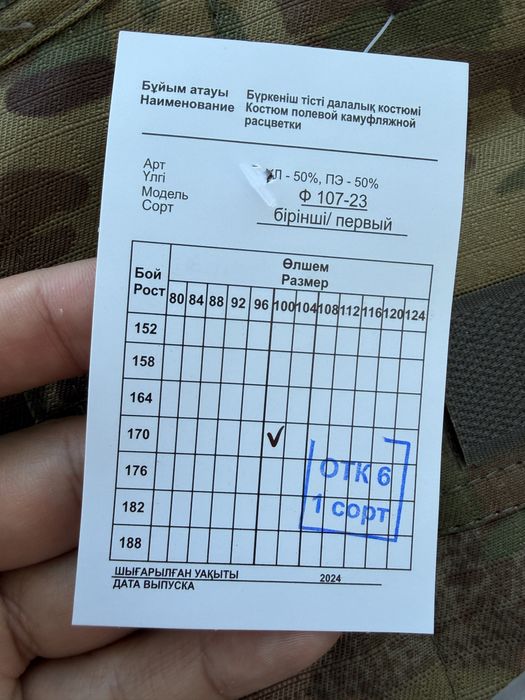 Бұйым атауы Бүркеніш тісті далалық костюмі
Наименование Костюм полевой камуфляжной
расцветки
Арт ХЛ - 50%, ПЭ - 50%
Үлгі
Модель Ф 107-23
Сорт бірінші/ первый
Бой Өлшем
Рост Размер
80 84 88 92 96 100 104 108 112 116 120 124
152
158
164
170 ✓
176
182
188
ОТК 6
1 сорт
ШЫҒАРЫЛҒАН УАҚЫТЫ 2024
ДАТА ВЫПУСКА